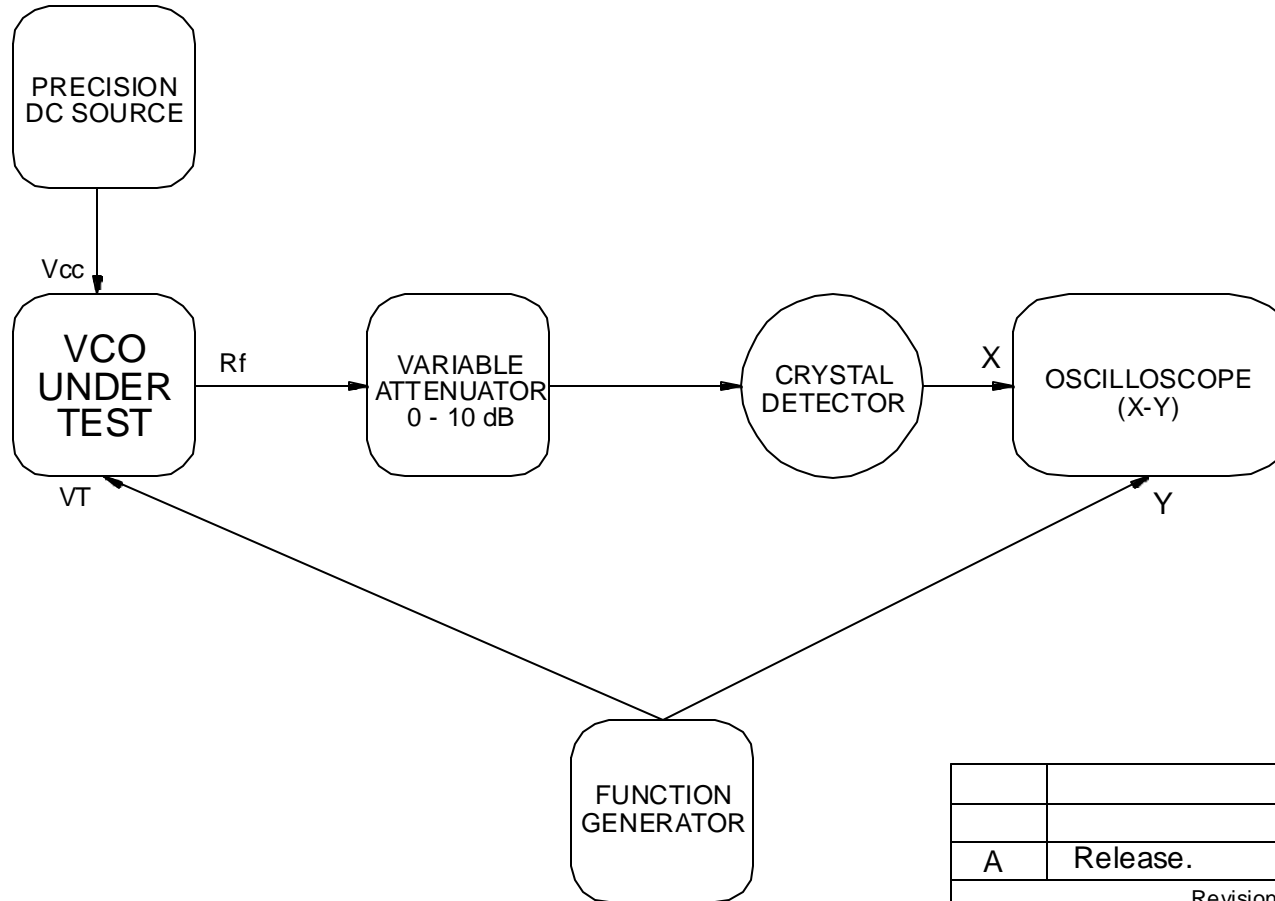 PRECISION
DC SOURCE
Vcc
VCO
UNDER
TEST
Rf
VARIABLE
ATTENUATOR
0 - 10 dB
CRYSTAL
DETECTOR
X
OSCILLOSCOPE
(X-Y)
VT
Y
FUNCTION
GENERATOR
A Release.
Revision